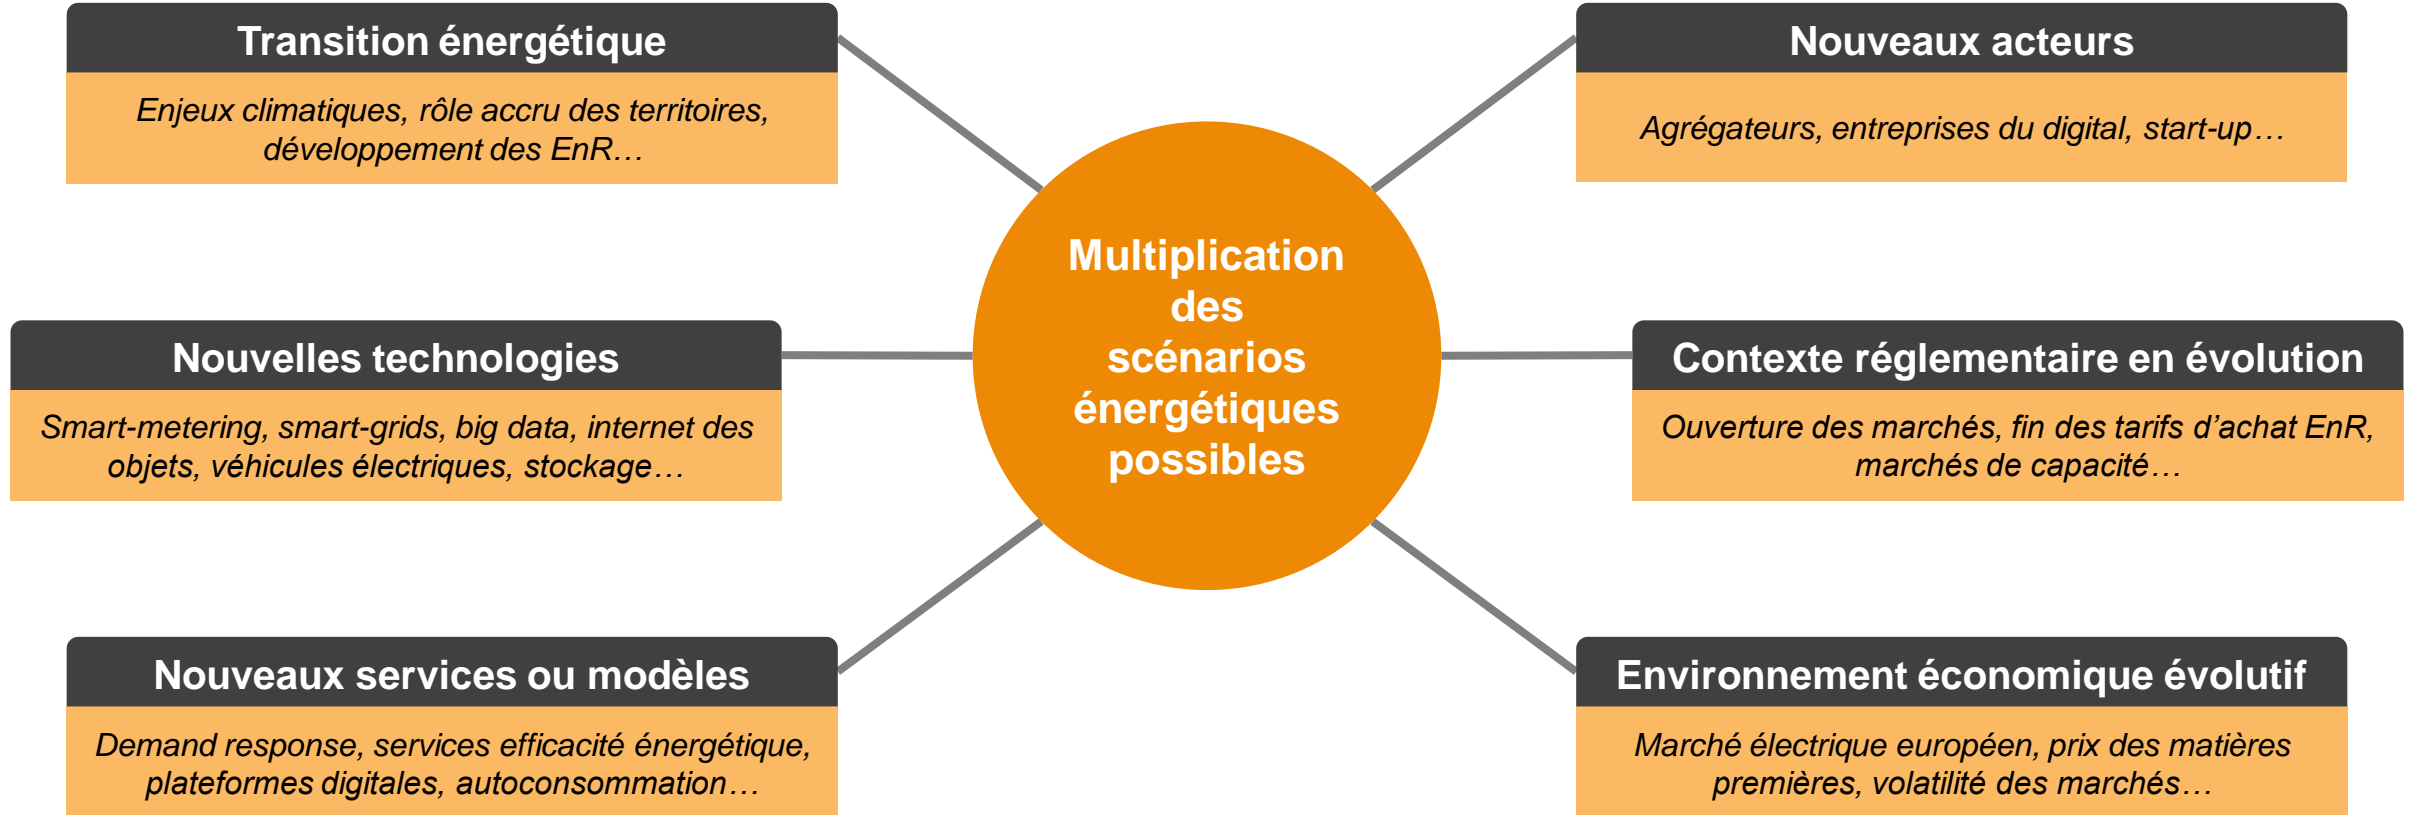 Transition énergétique
Enjeux climatiques, rôle accru des territoires,
développement des EnR…
Nouvelles technologies
Smart-metering, smart-grids, big data, internet des
objets, véhicules électriques, stockage…
Nouveaux services ou modèles
Demand response, services efficacité énergétique,
plateformes digitales, autoconsommation…
Multiplication
des
scénarios
énergétiques
possibles
Nouveaux acteurs
Agrégateurs, entreprises du digital, start-up…
Contexte réglementaire en évolution
Ouverture des marchés, fin des tarifs d’achat EnR,
marchés de capacité…
Environnement économique évolutif
Marché électrique européen, prix des matières
premières, volatilité des marchés…